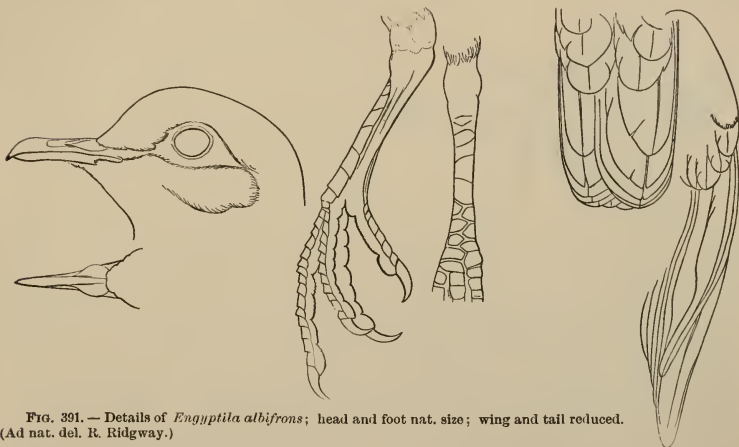 FIG. 391. — Details of Engyptila albifrons; head and foot nat. size; wing and tail reduced.
(Ad nat. del. R. Ridgway.)